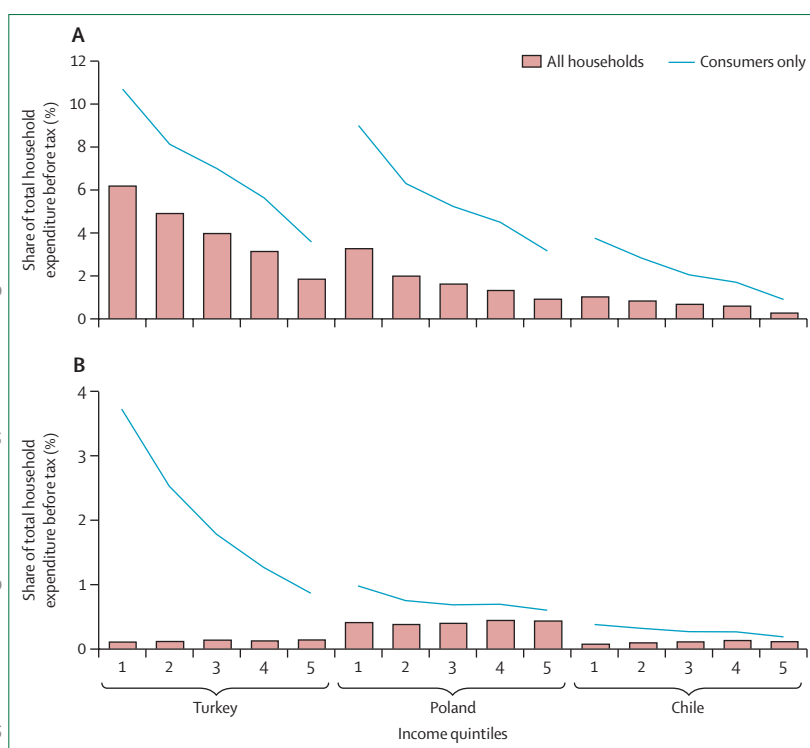 A
All households Consumers only
Share of total household
expenditure before tax (%)
12
10
8
6
4
2
0
B
Share of total household
expenditure before tax (%)
4
3
2
1
0
1 2 3 4 5 1 2 3 4 5 1 2 3 4 5
Turkey Poland Chile
Income quintiles